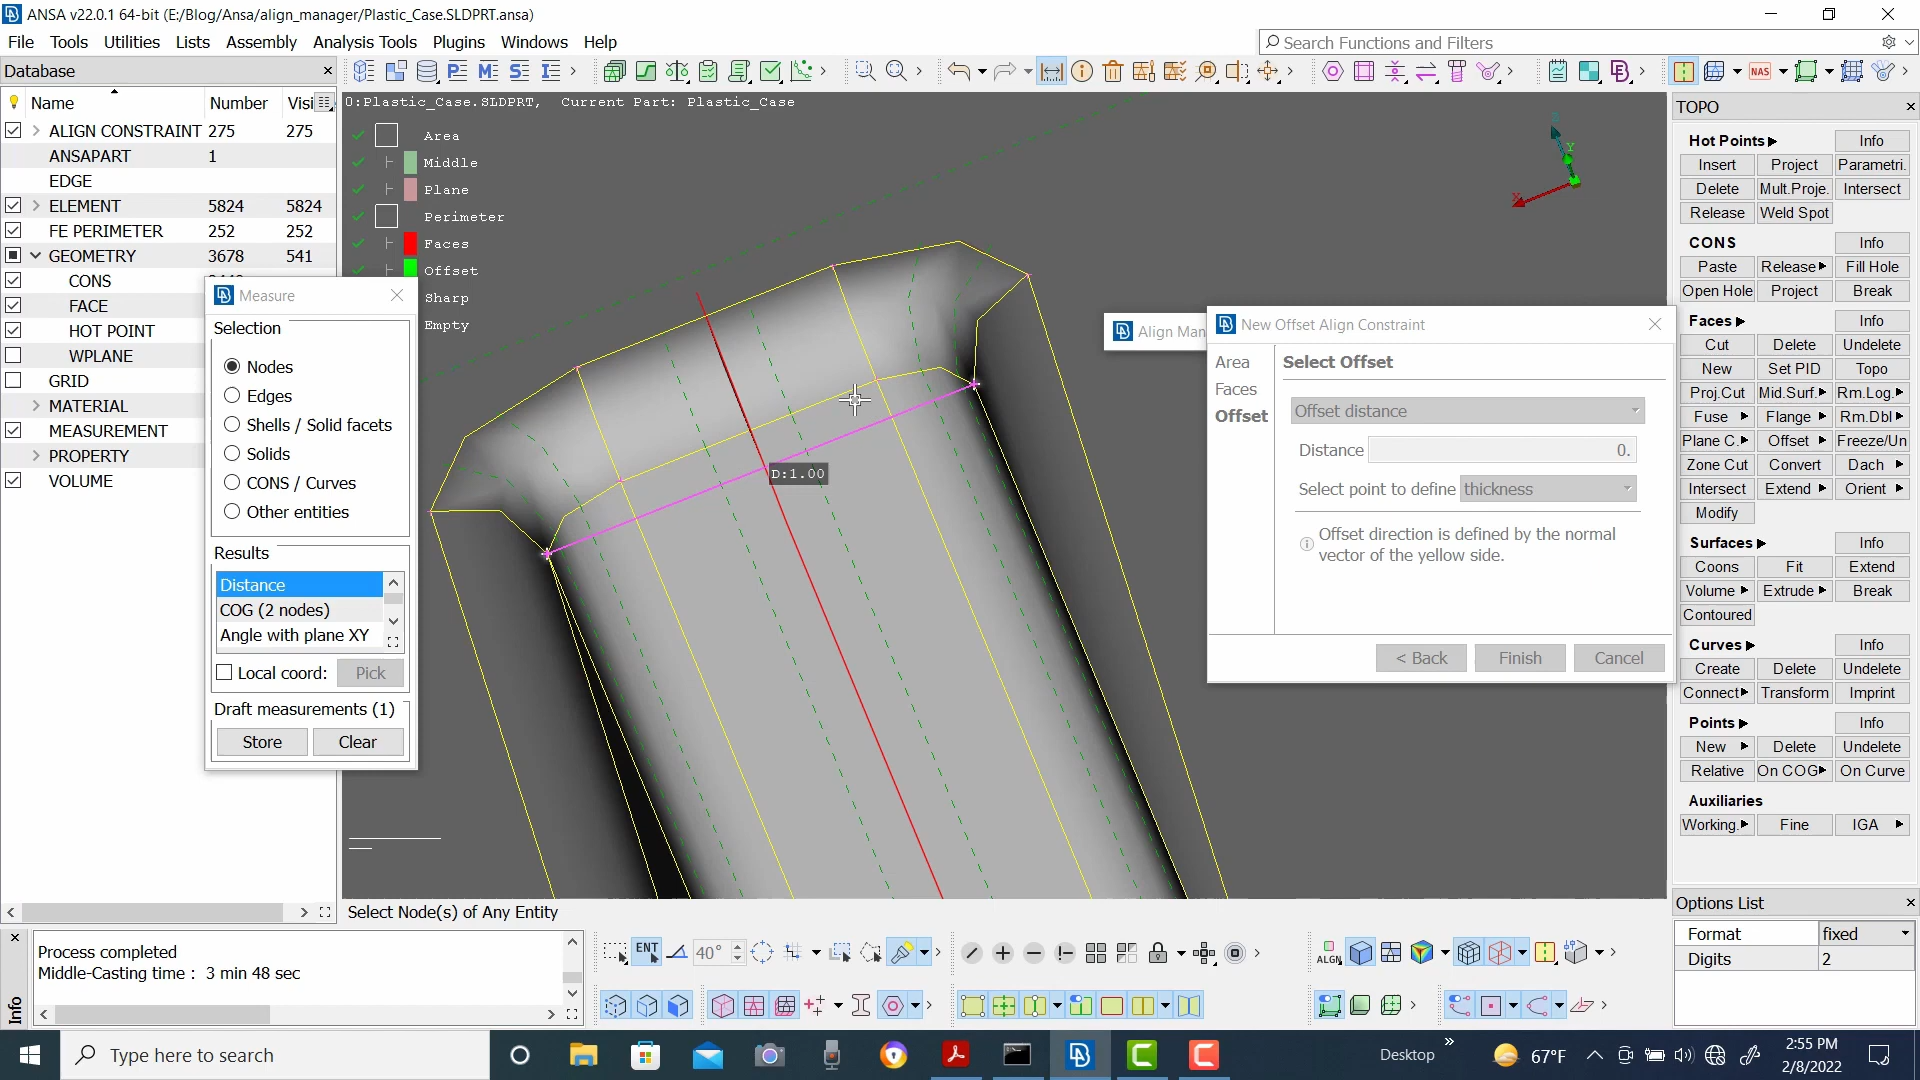 ANSA v22.0.1 64-bit (E:/Blog/Ansa/align_manager/Plastic_Case.SLDPRT.ansa)
File Tools Utilities Lists Assembly Analysis Tools Plugins Windows Help
Search Functions and Filters
Database
Name Number Visi
ALIGN CONSTRAINT 275 275
ANSAPART 1
EDGE
ELEMENT 5824 5824
FE PERIMETER 252 252
GEOMETRY 3678 541
CONS
FACE
HOT POINT
WPLANE
GRID
MATERIAL
MEASUREMENT
PROPERTY
VOLUME
0:Plastic_Case.SLDPRT, Current Part: Plastic_Case
Area
Middle
Plane
Perimeter
Faces
Offset
Sharp
Empty
Measure
Selection
Nodes
Edges
Shells / Solid facets
Solids
CONS / Curves
Other entities
Results
Distance
COG (2 nodes)
Angle with plane XY
Local coord: Pick
Draft measurements (1)
Store Clear
D:1.00
X
Y
Align Man
New Offset Align Constraint
Area
Faces
Offset
Select Offset
Offset distance
Distance 0.
Select point to define thickness
Offset direction is defined by the normal
vector of the yellow side.
< Back Finish Cancel
TOPO
Hot Points Info
Insert Project Parametri.
Delete Mult.Proje. Intersect
Release Weld Spot
CONS Info
Paste Release Fill Hole
Open Hole Project Break
Faces Info
Cut Delete Undelete
New Set PID Topo
Proj.Cut Mid.Surf. Rm.Log.
Fuse Flange Rm.Dbl
Plane C. Offset Freeze/Un
Zone Cut Convert Dach
Intersect Extend Orient
Modify
Surfaces Info
Coons Fit Extend
Volume Extrude Break
Contoured
Curves Info
Create Delete Undelete
Connect Transform Imprint
Points Info
New Delete Undelete
Relative On COG On Curve
Auxiliaries
Working. Fine IGA
Options List
Format fixed
Digits 2
Select Node(s) of Any Entity
Info
Process completed
Middle-Casting time : 3 min 48 sec
ENT 40°
ALGN
NAS
Type here to search
Desktop
67°F
2:55 PM
2/8/2022